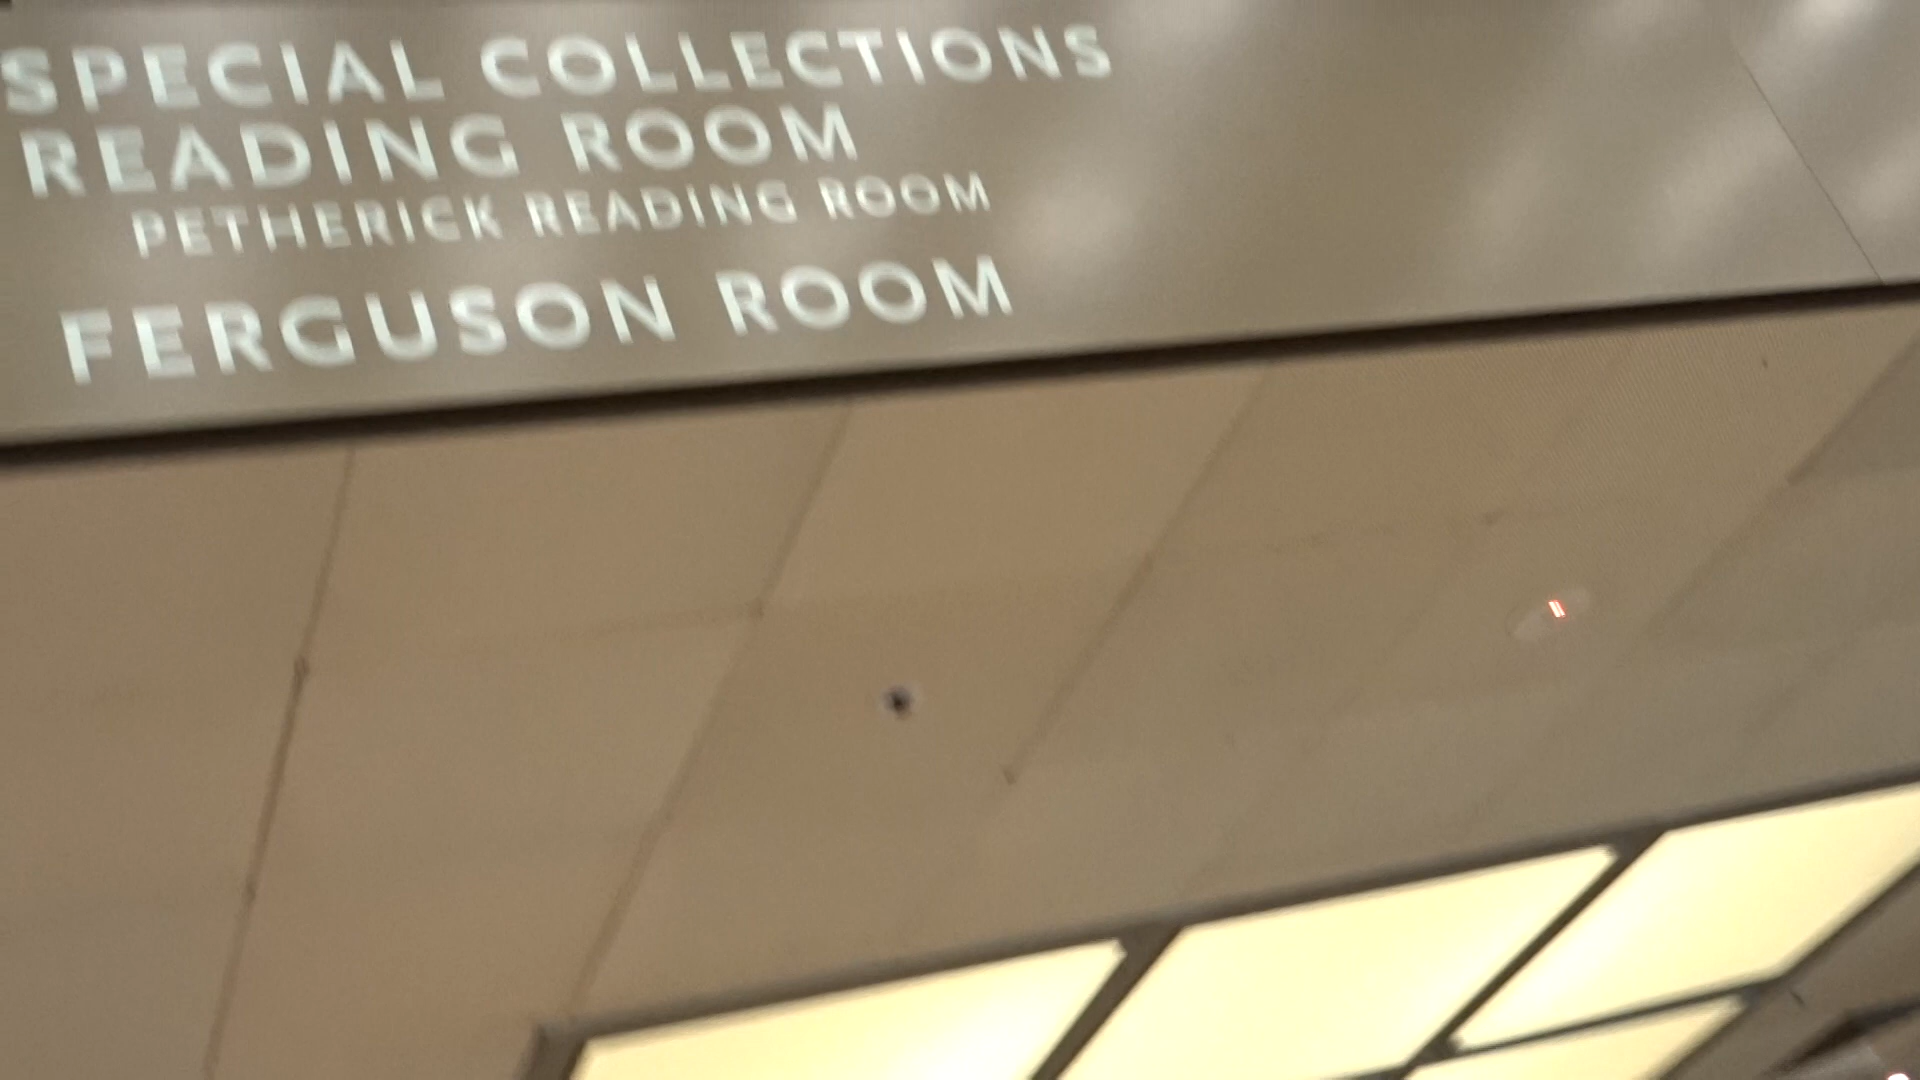 SPECIAL COLLECTIONS
READING ROOM
PETHERICK READING ROOM
FERGUSON ROOM